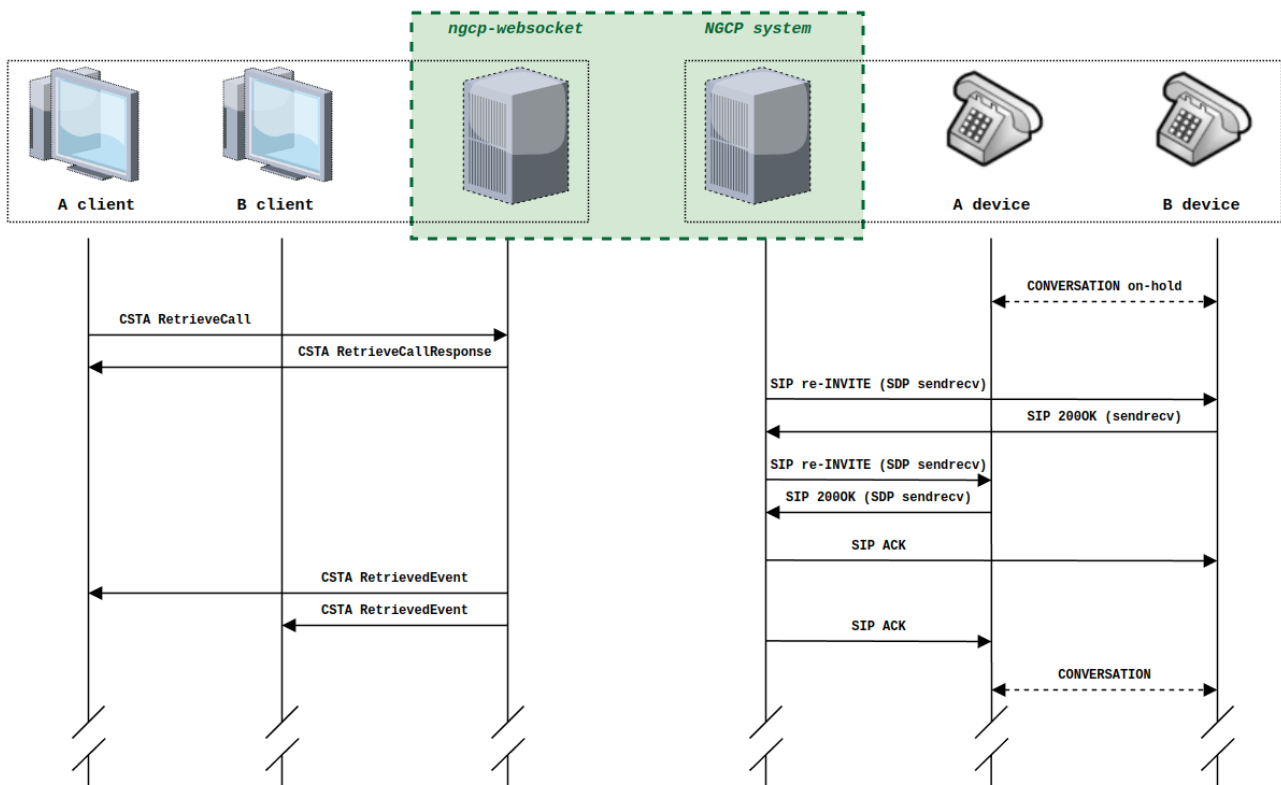 ngcp-websocket
NGCP system
A client
B client
A device
B device
CONVERSATION on-hold
CSTA RetrieveCall
CSTA RetrieveCallResponse
SIP re-INVITE (SDP sendrecv)
SIP 200OK (sendrecv)
SIP re-INVITE (SDP sendrecv)
SIP 200OK (SDP sendrecv)
SIP ACK
CSTA RetrievedEvent
CSTA RetrievedEvent
SIP ACK
CONVERSATION